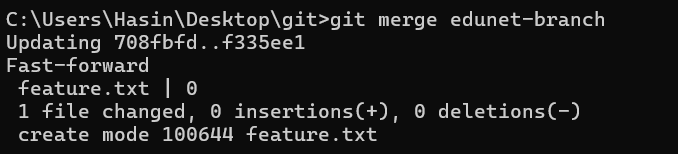 C:\Users\Hasin\Desktop\git>git merge edunet-branch
Updating 708fbfd..f335ee1
Fast-forward
 feature.txt | 0
 1 file changed, 0 insertions(+), 0 deletions(-)
 create mode 100644 feature.txt